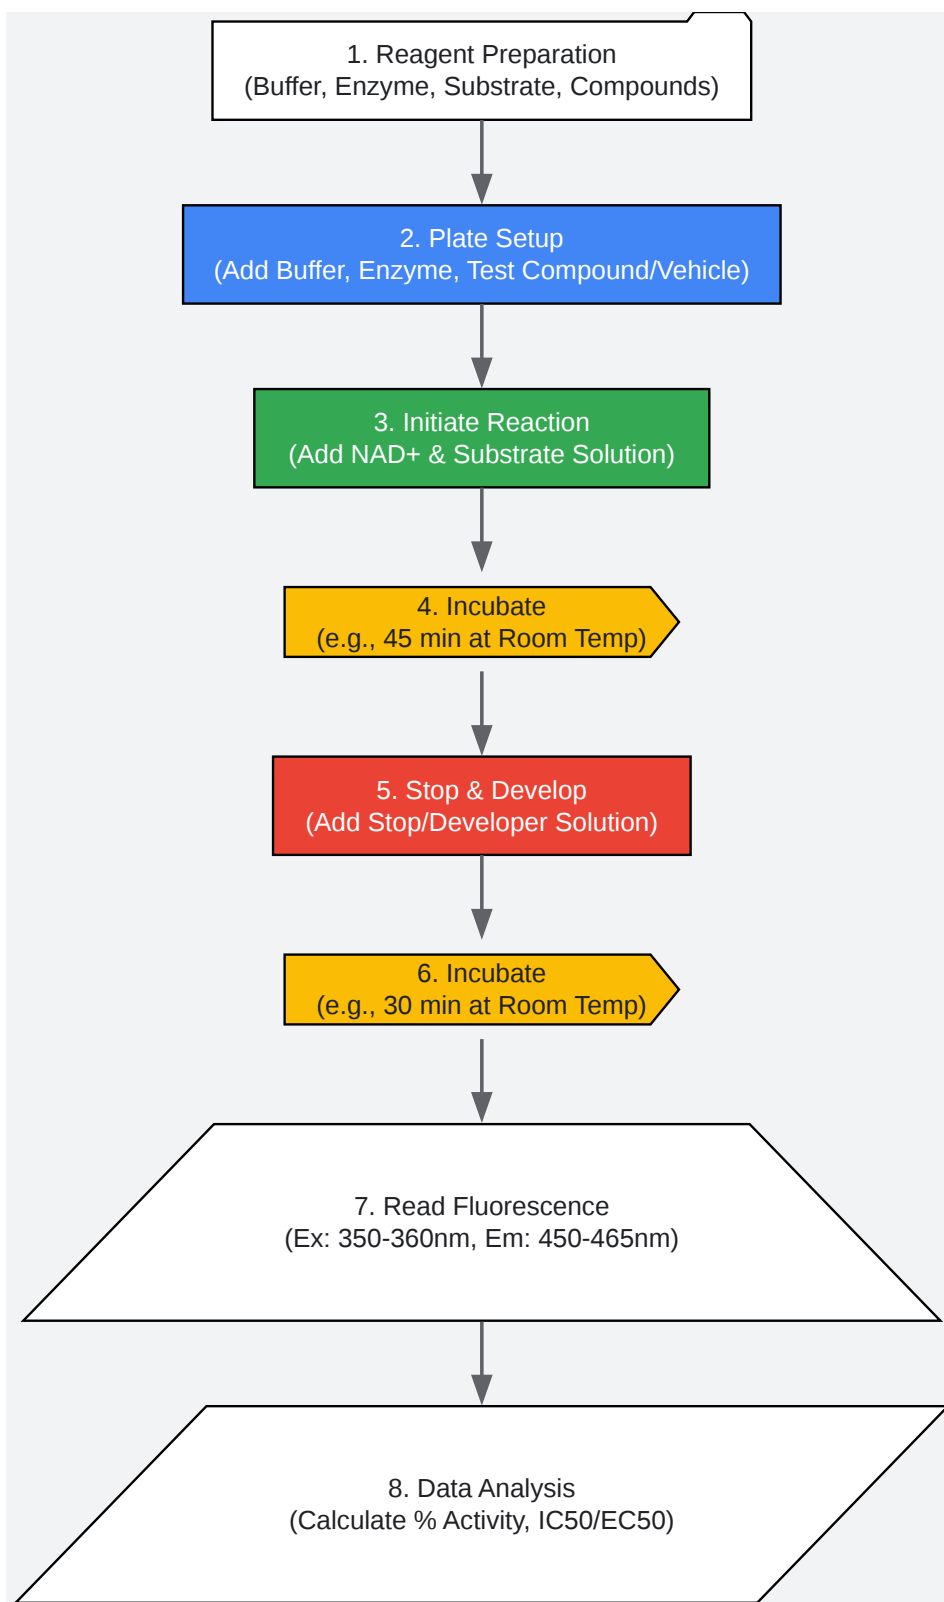 1. Reagent Preparation
(Buffer, Enzyme, Substrate, Compounds)
2. Plate Setup
(Add Buffer, Enzyme, Test Compound/Vehicle)
3. Initiate Reaction
(Add NAD+ & Substrate Solution)
4. Incubate
(e.g., 45 min at Room Temp)
5. Stop & Develop
(Add Stop/Developer Solution)
6. Incubate
(e.g., 30 min at Room Temp)
7. Read Fluorescence
(Ex: 350-360nm, Em: 450-465nm)
8. Data Analysis
(Calculate % Activity, IC50/EC50)